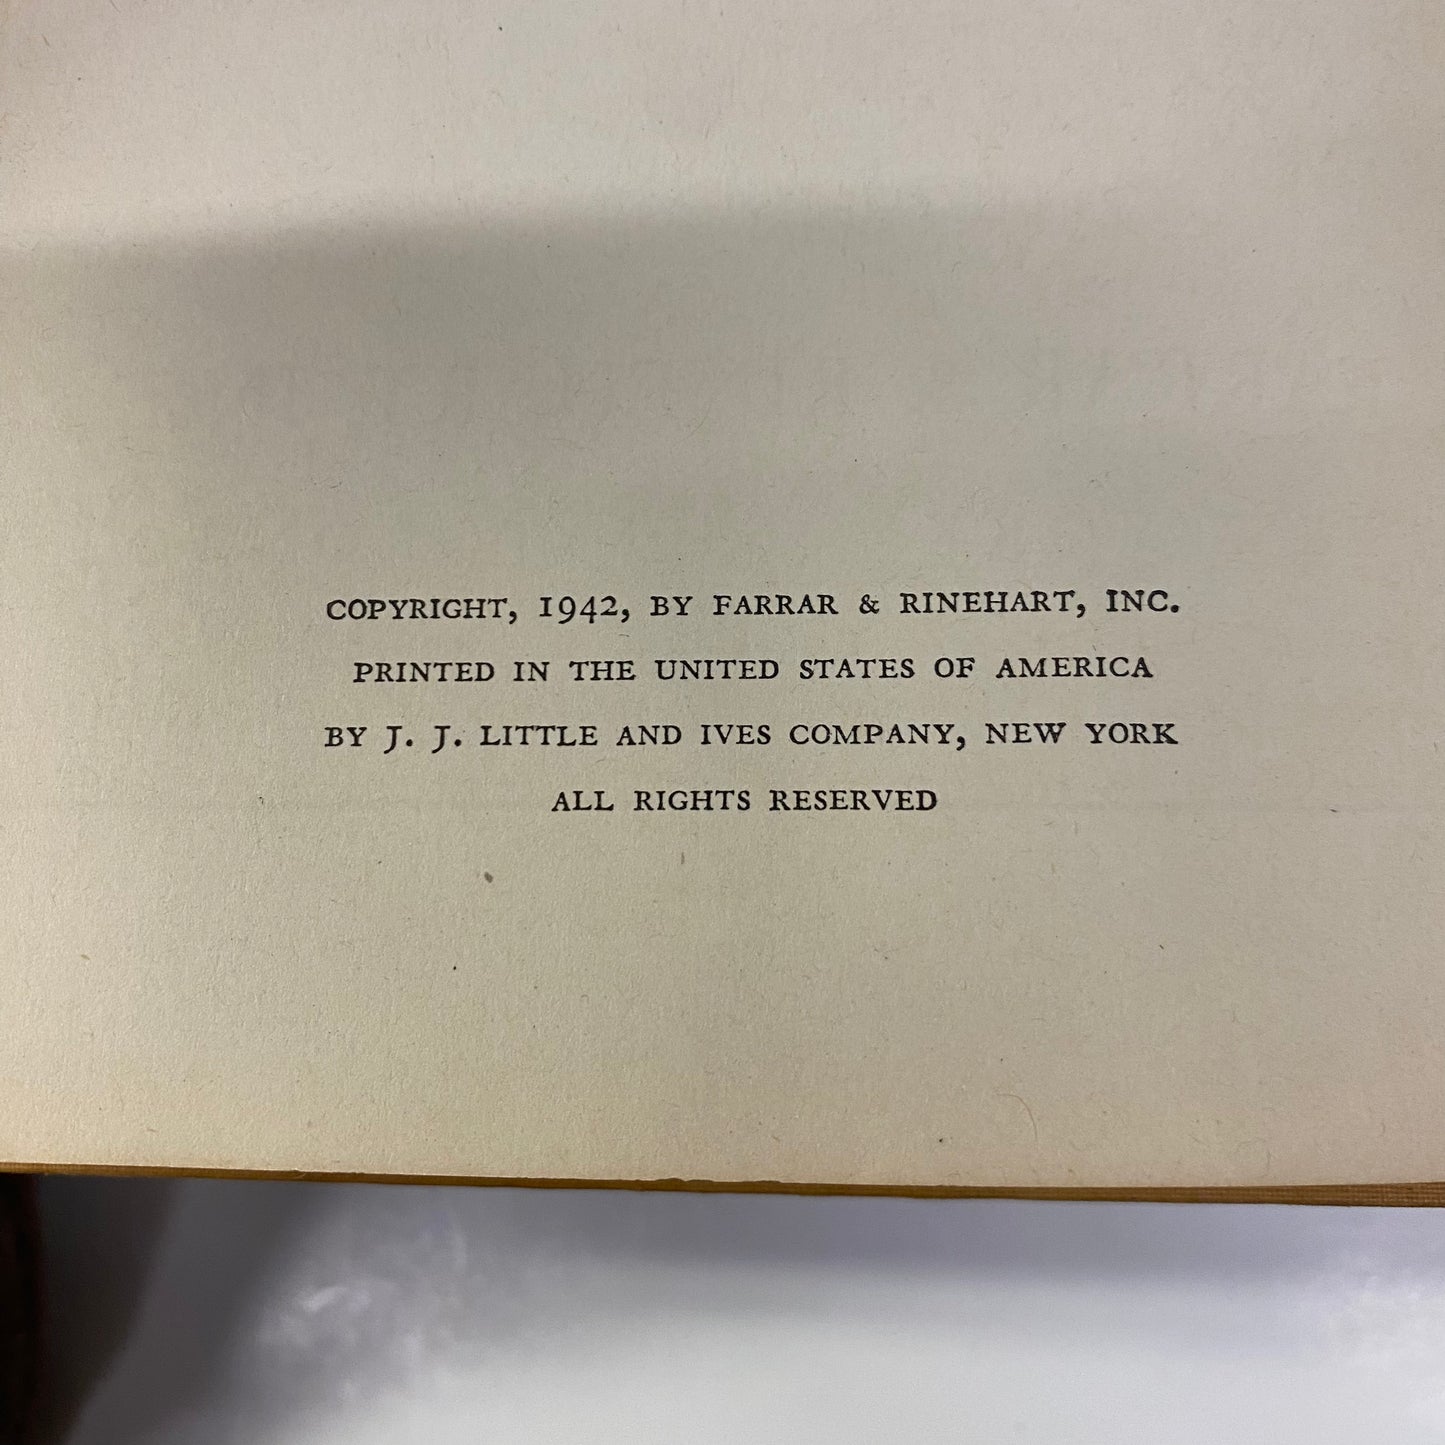 COPYRIGHT, 1942, BY FARRAR & RINEHART, INC.
PRINTED IN THE UNITED STATES OF AMERICA
BY J. J. LITTLE AND IVES COMPANY, NEW YORK
ALL RIGHTS RESERVED